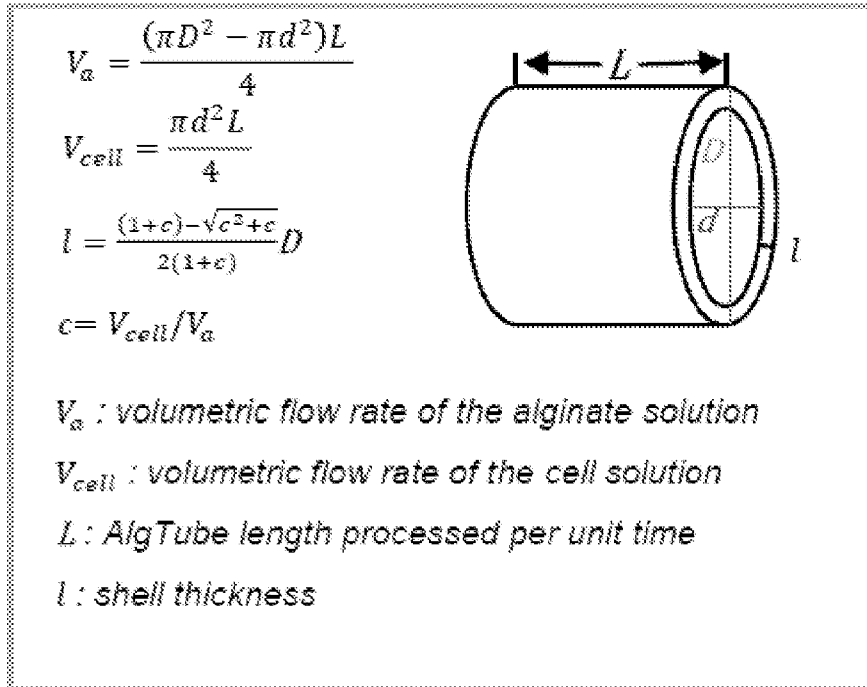 V_a = (πD² − πd²)L / 4
V_cell = πd²L / 4
l = (1+c)−√(c²+c) / 2(1+c) D
c= V_cell/V_a
L
D
d
l
V_a : volumetric flow rate of the alginate solution
V_cell : volumetric flow rate of the cell solution
L : AlgTube length processed per unit time
l : shell thickness